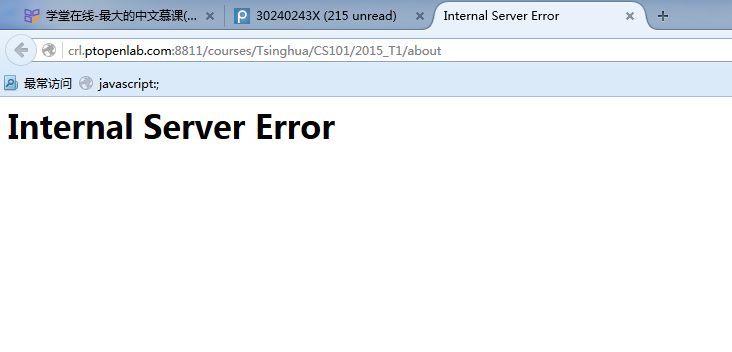 学堂在线-最大的中文慕课(...
30240243X (215 unread)
Internal Server Error
crl.ptopenlab.com:8811/courses/Tsinghua/CS101/2015_T1/about
最常访问
javascript:;
Internal Server Error